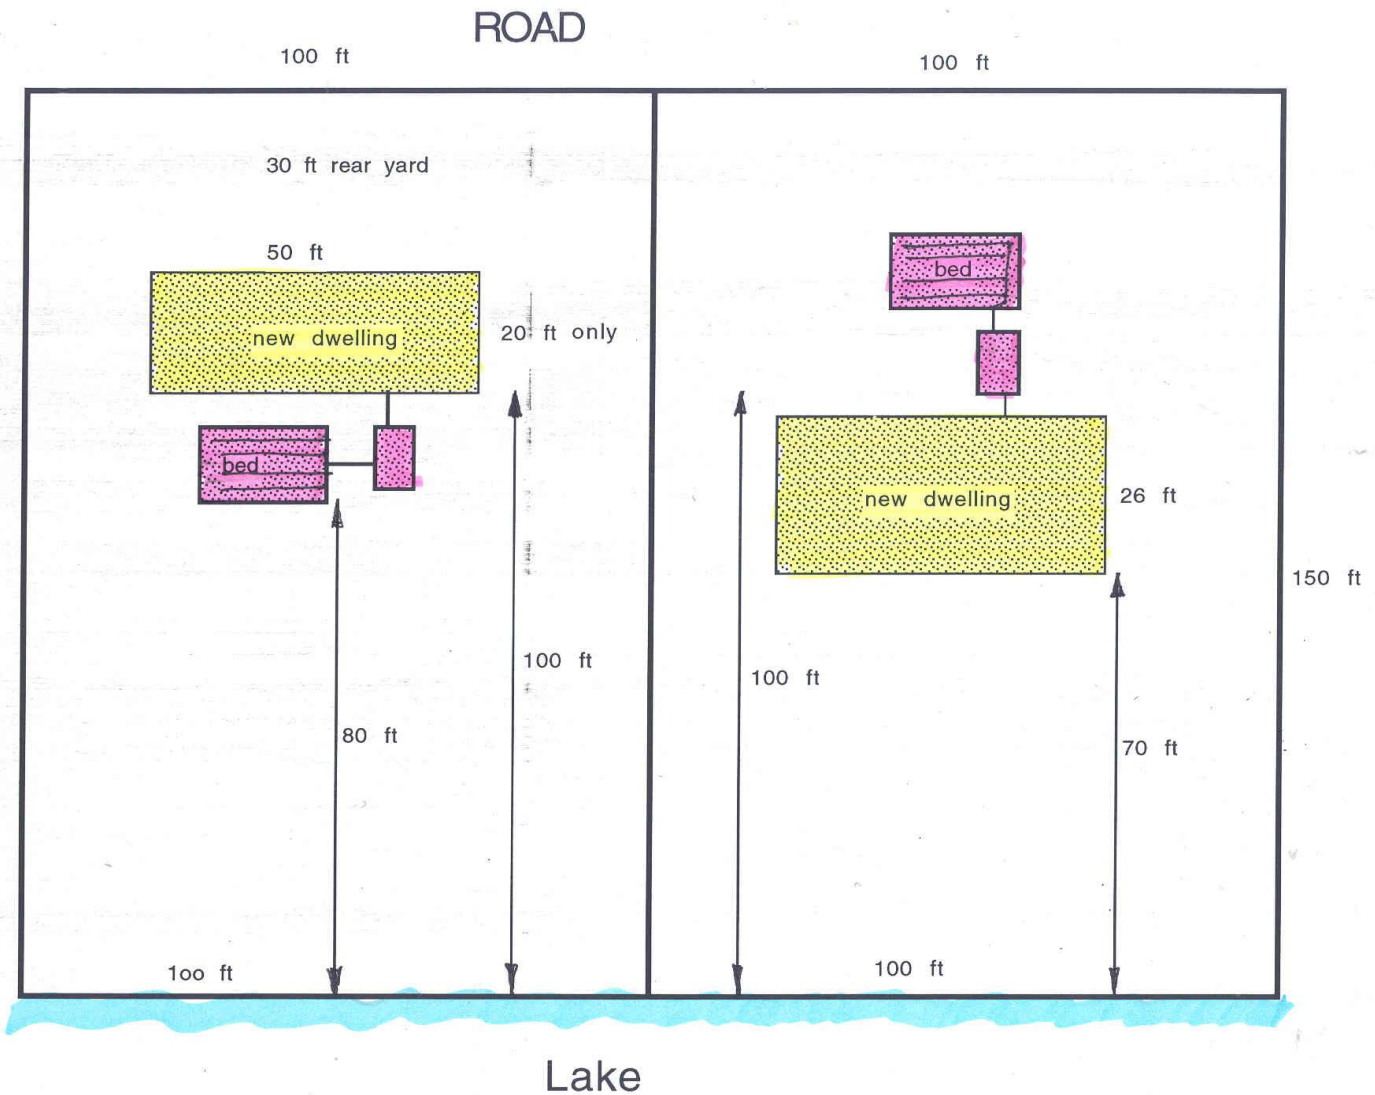 ROAD
100 ft
100 ft
30 ft rear yard
50 ft
new dwelling
20 ft only
bed
bed
new dwelling
26 ft
150 ft
100 ft
100 ft
80 ft
70 ft
1oo ft
100 ft
Lake